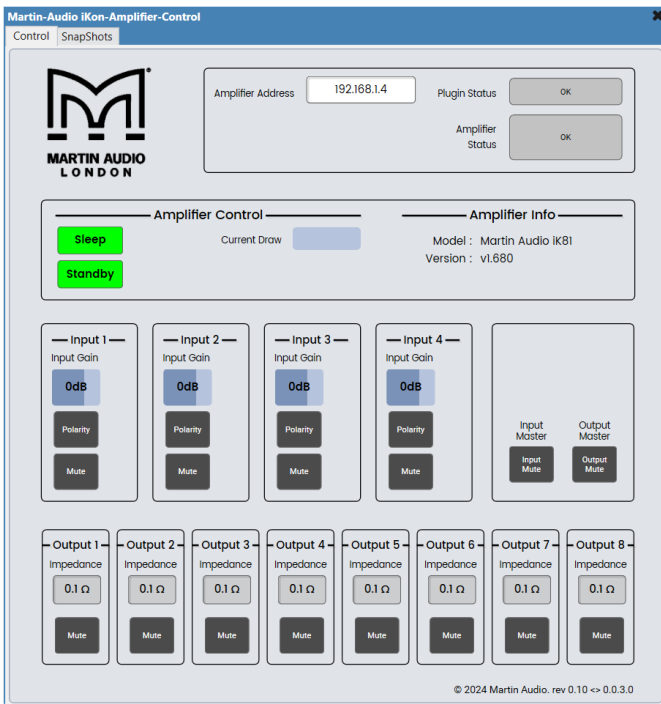 Martin-Audio iKon-Amplifier-Control
Control SnapShots
MARTIN AUDIO
LONDON
Amplifier Address 192.168.1.4 Plugin Status OK
Amplifier
Status OK
Amplifier Control
Sleep
Current Draw
Standby
Amplifier Info
Model : Martin Audio iK81
Version : v1.680
Input 1 Input 2 Input 3 Input 4
Input Gain Input Gain Input Gain Input Gain
0dB 0dB 0dB 0dB
Polarity Polarity Polarity Polarity
Mute Mute Mute Mute
Input
Master
Input
Mute
Output
Master
Output
Mute
Output 1 Output 2 Output 3 Output 4 Output 5 Output 6 Output 7 Output 8
Impedance Impedance Impedance Impedance Impedance Impedance Impedance Impedance
0.1 Ω 0.1 Ω 0.1 Ω 0.1 Ω 0.1 Ω 0.1 Ω 0.1 Ω 0.1 Ω
Mute Mute Mute Mute Mute Mute Mute Mute
© 2024 Martin Audio. rev 0.10 <> 0.0.3.0